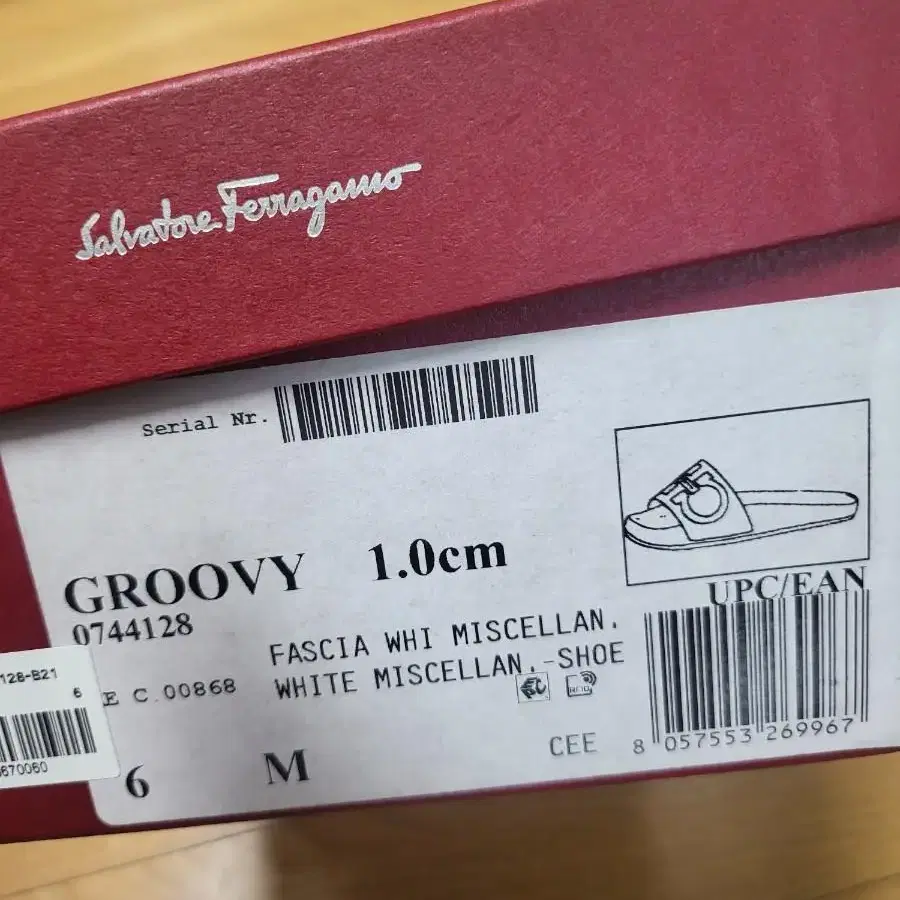 Salvatore Ferragamo
Serial Nr.
GROOVY 1.0cm
0744128
UPC/EAN
FASCIA WHI MISCELLAN.
WHITE MISCELLAN.-SHOE
128-B21
6
E C.00868
RFID
670060
6 M
CEE
8 057553 269967